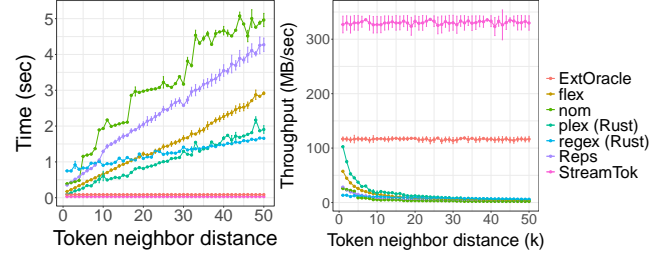 5
4
3
2
1
0
Time (sec)
0
10
20
30
40
50
Token neighbor distance
300
200
100
0
Throughput (MB/sec)
0
10
20
30
40
50
Token neighbor distance (k)
ExtOracle
flex
nom
plex (Rust)
regex (Rust)
Reps
StreamTok